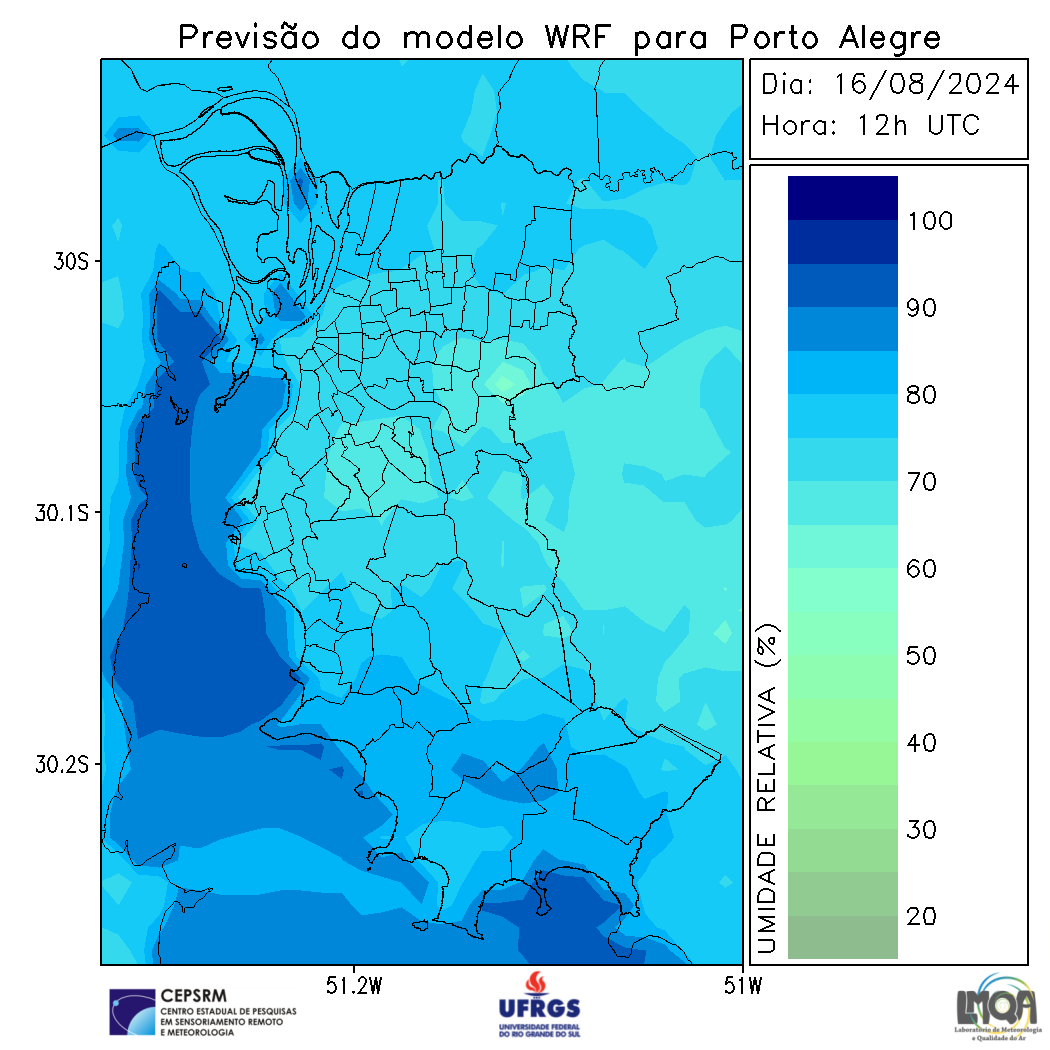 Previsão do modelo WRF para Porto Alegre
Dia: 16/08/2024
Hora: 12h UTC
30S
30.1S
30.2S
51.2W
51W
UMIDADE RELATIVA (%)
100
90
80
70
60
50
40
30
20
CEPSRM
CENTRO ESTADUAL DE PESQUISAS
EM SENSORIAMENTO REMOTO
E METEOROLOGIA
UFRGS
UNIVERSIDADE FEDERAL
DO RIO GRANDE DO SUL
LMQA
Laboratório de Meteorologia
e Qualidade do Ar